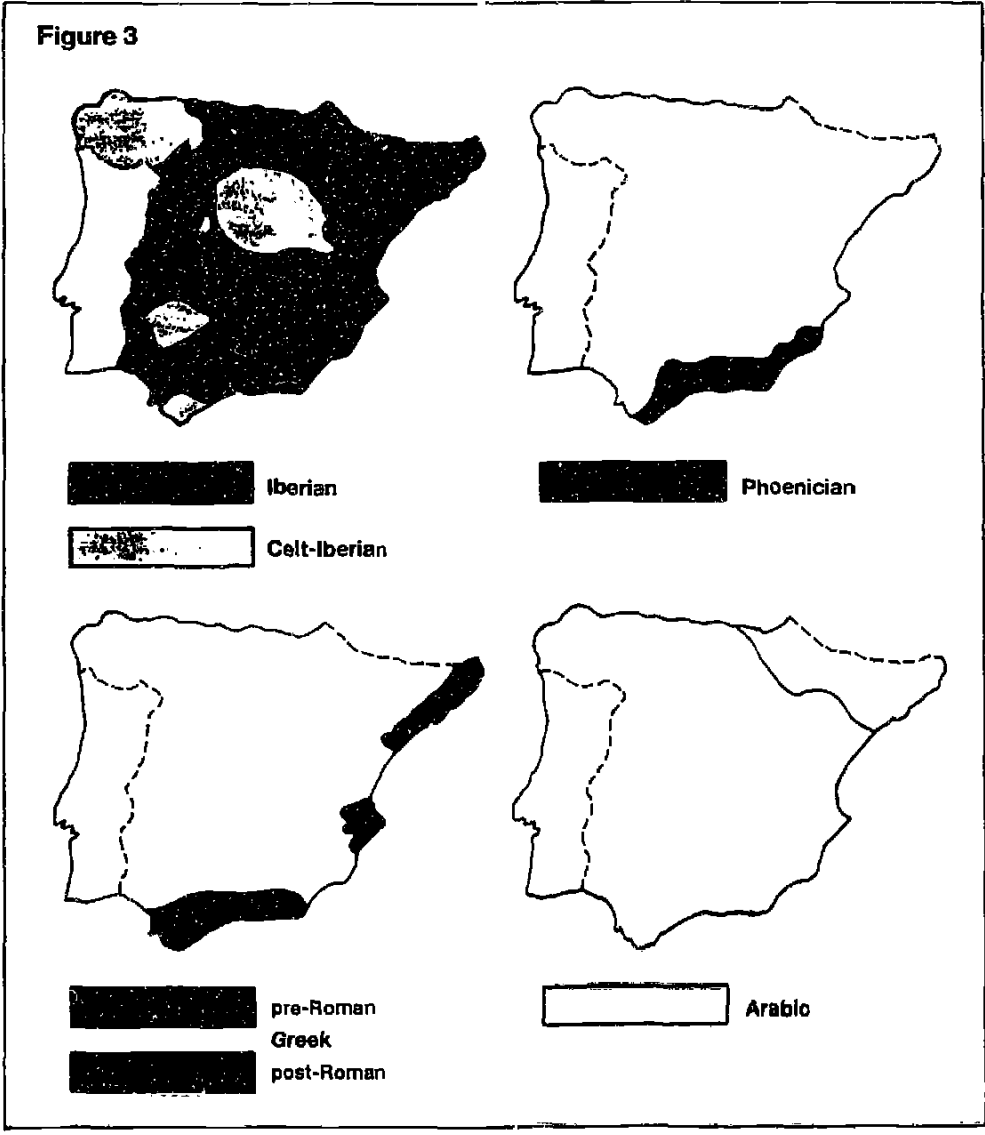 Figure 3
Iberian
Celt-Iberian
Phoenician
pre-Roman
Greek
post-Roman
Arabic